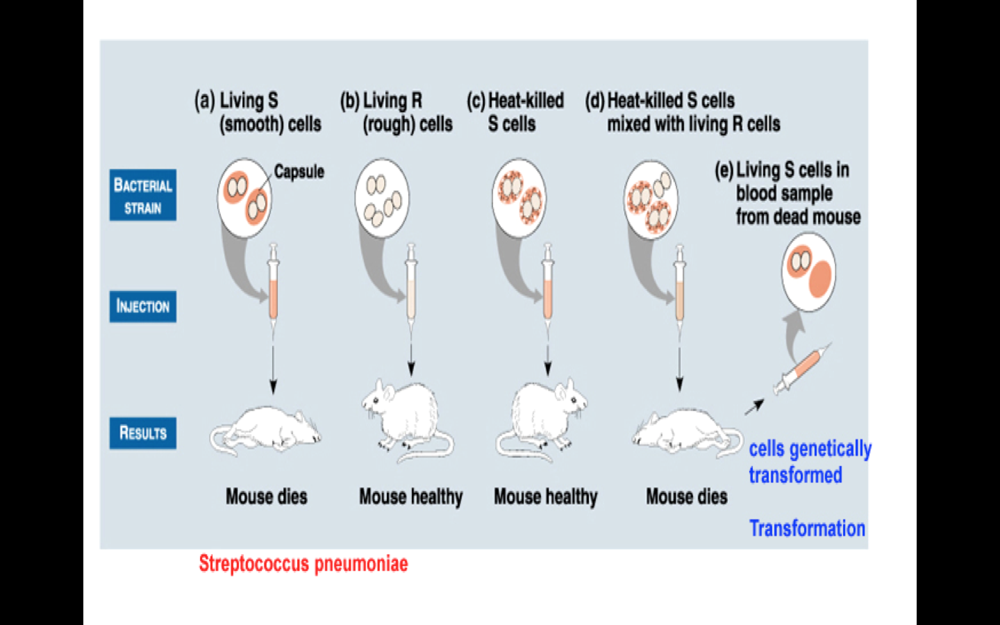 (a) Living S
(smooth) cells
(b) Living R
(rough) cells
(c) Heat-killed
S cells
(d) Heat-killed S cells
mixed with living R cells
BACTERIAL
STRAIN
Capsule
(e) Living S cells in
blood sample
from dead mouse
INJECTION
RESULTS
cells genetically
transformed
Mouse dies
Mouse healthy
Mouse healthy
Mouse dies
Transformation
Streptococcus pneumoniae